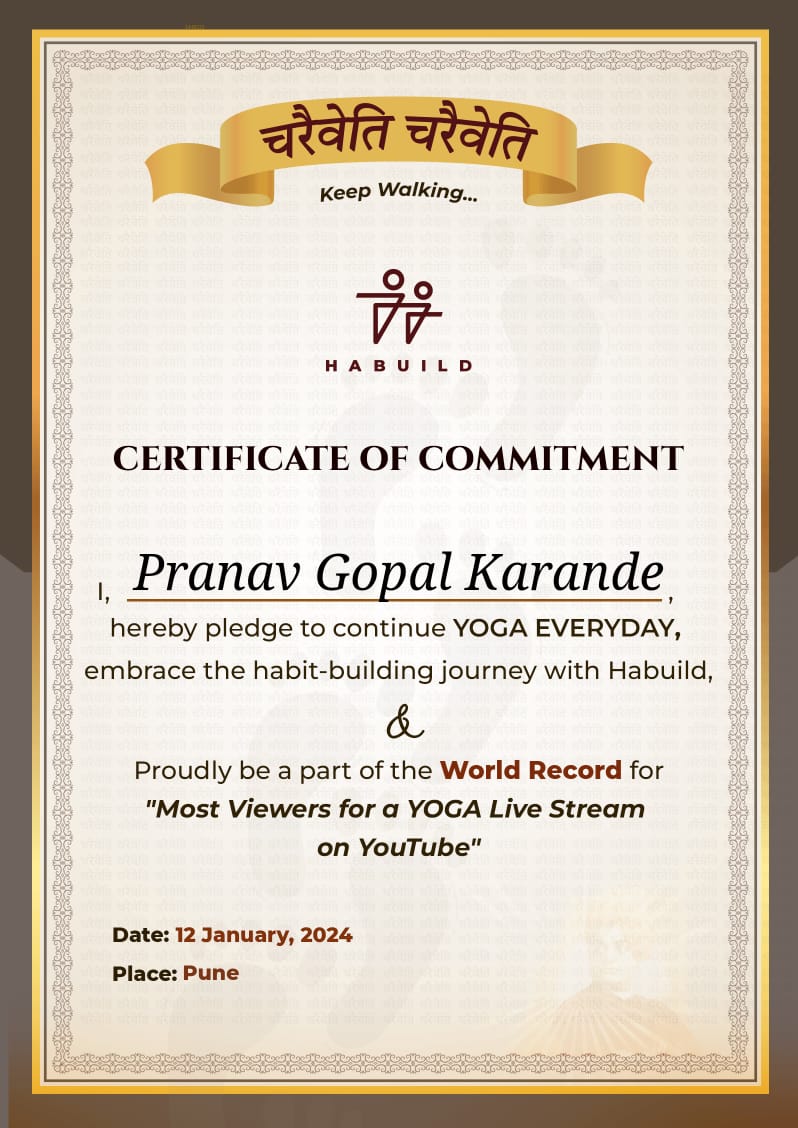 चरैवेति चरैवेति
Keep Walking...
HABUILD
CERTIFICATE OF COMMITMENT
I, Pranav Gopal Karande,
hereby pledge to continue YOGA EVERYDAY,
embrace the habit-building journey with Habuild,
&
Proudly be a part of the World Record for
"Most Viewers for a YOGA Live Stream
on YouTube"
Date: 12 January, 2024
Place: Pune